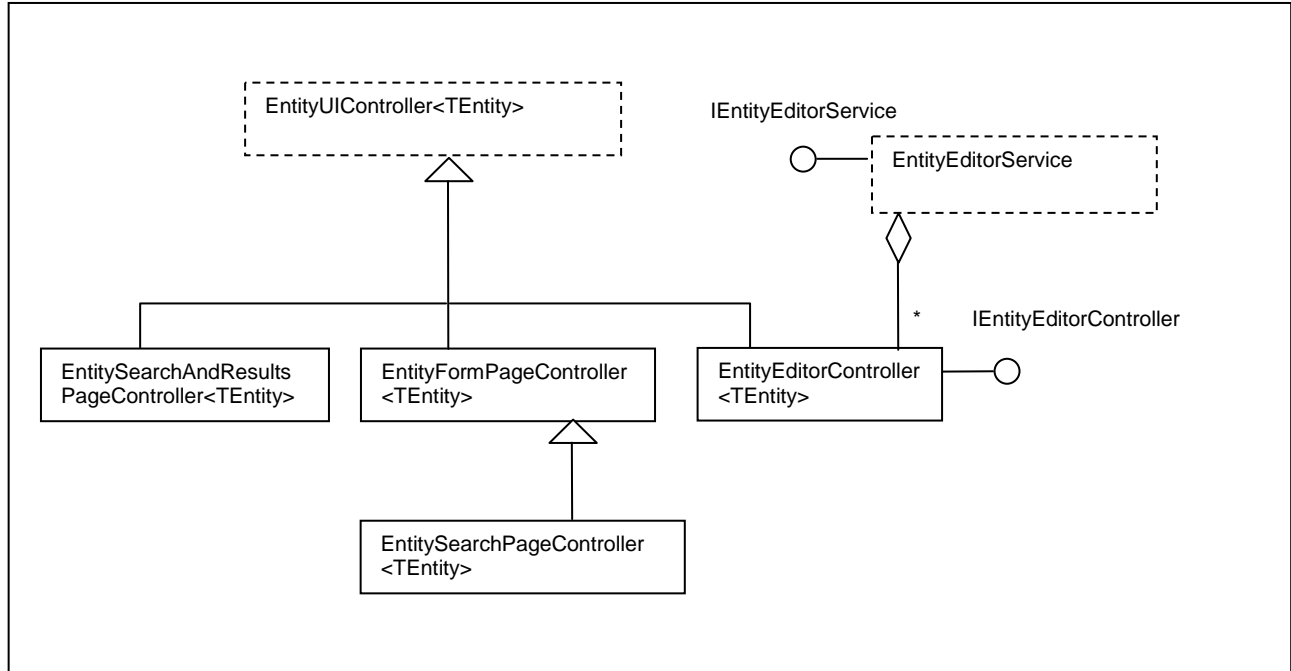 EntityUIController<TEntity>
IEntityEditorService
EntityEditorService
*
IEntityEditorController
EntitySearchAndResults
PageController<TEntity>
EntityFormPageController
<TEntity>
EntityEditorController
<TEntity>
EntitySearchPageController
<TEntity>